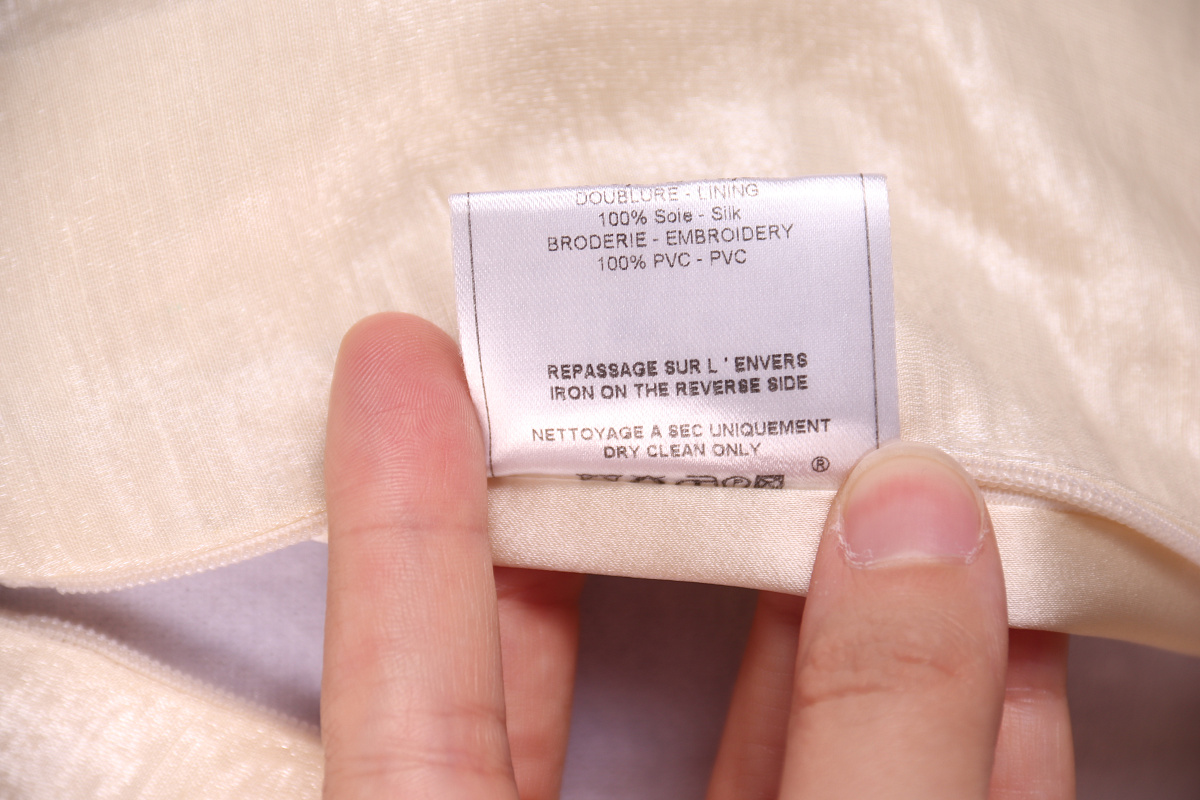 DOUBLURE - LINING
100% Soie - Silk
BRODERIE - EMBROIDERY
100% PVC - PVC
REPASSAGE SUR L ' ENVERS
IRON ON THE REVERSE SIDE
NETTOYAGE A SEC UNIQUEMENT
DRY CLEAN ONLY
®